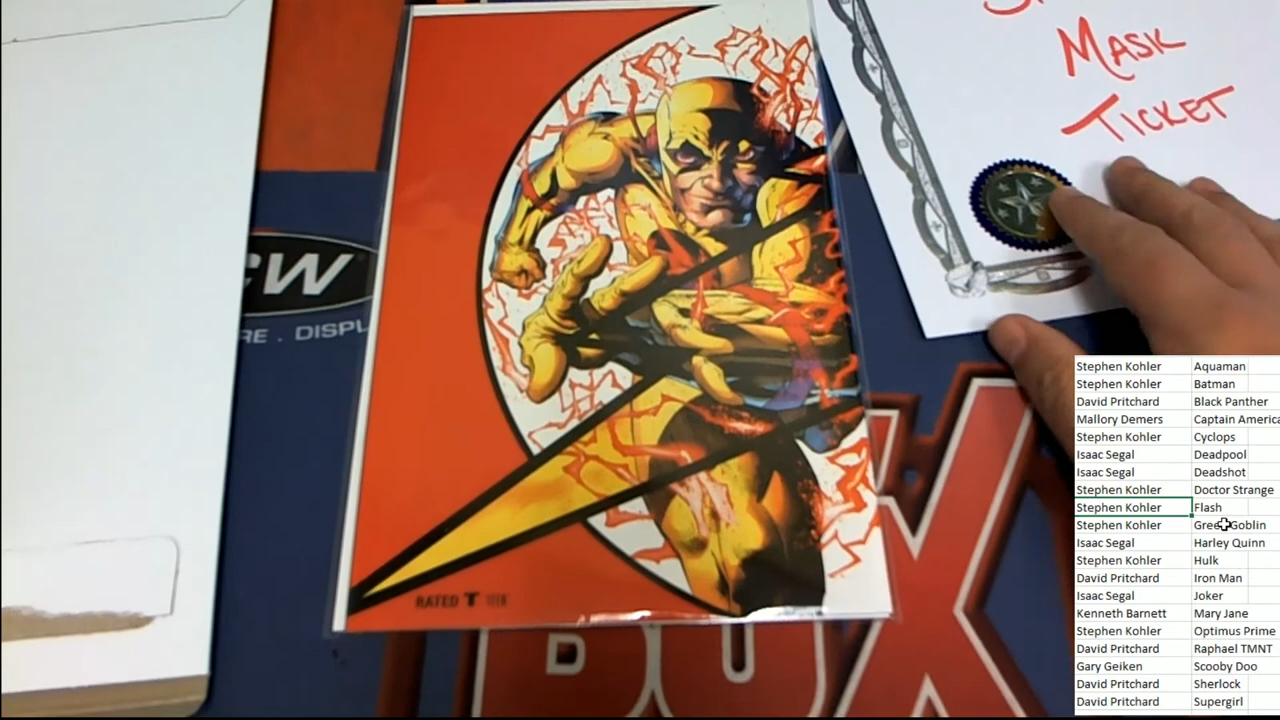 MASK
TICKET
CW
RE . DISPL
RATED T TEEN
BOX
Stephen Kohler Aquaman
Stephen Kohler Batman
David Pritchard Black Panther
Mallory Demers Captain America
Stephen Kohler Cyclops
Isaac Segal Deadpool
Isaac Segal Deadshot
Stephen Kohler Doctor Strange
Stephen Kohler Flash
Stephen Kohler Green Goblin
Isaac Segal Harley Quinn
Stephen Kohler Hulk
David Pritchard Iron Man
Isaac Segal Joker
Kenneth Barnett Mary Jane
Stephen Kohler Optimus Prime
David Pritchard Raphael TMNT
Gary Geiken Scooby Doo
David Pritchard Sherlock
David Pritchard Supergirl